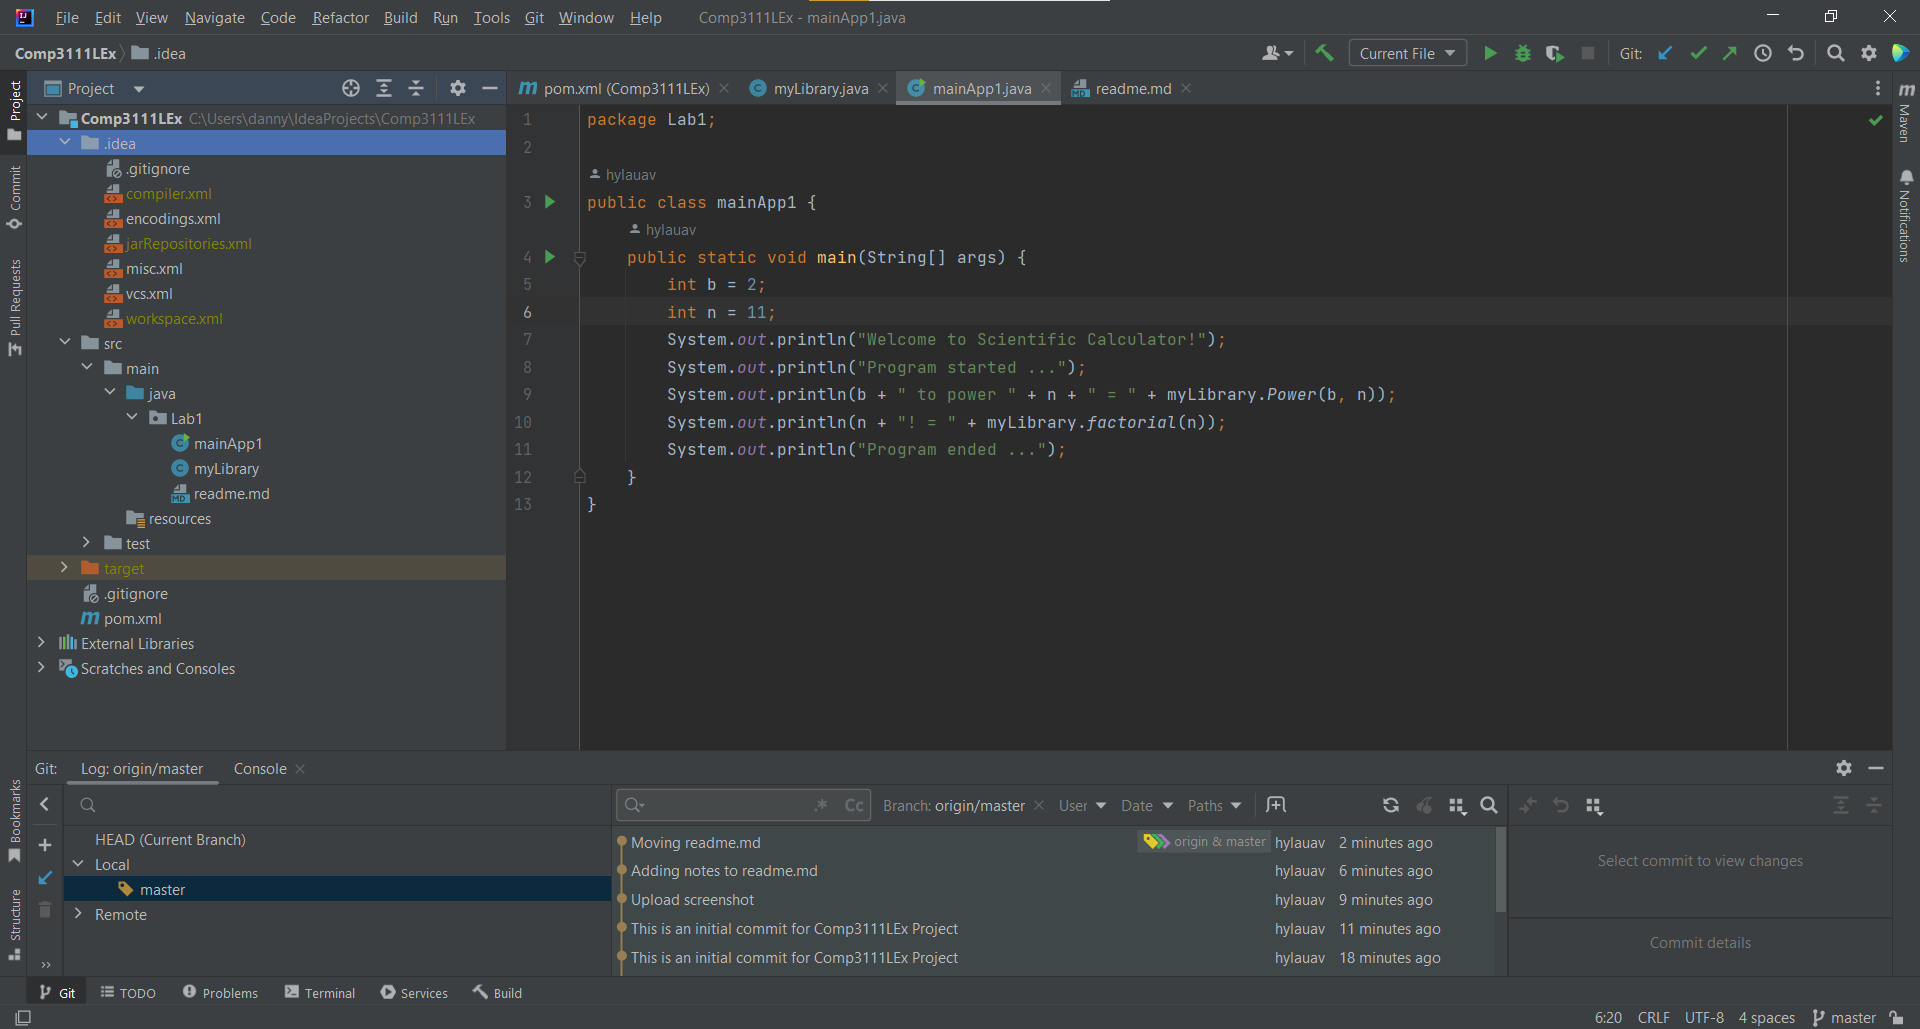 File Edit View Navigate Code Refactor Build Run Tools Git Window Help Comp3111LEx - mainApp1.java
Comp3111LEx .idea Current File Git:
Project
pom.xml (Comp3111LEx) myLibrary.java mainApp1.java readme.md
Project
Commit
Pull Requests
Bookmarks
Structure
Comp3111LEx C:\Users\danny\IdeaProjects\Comp3111LEx
.idea
.gitignore
compiler.xml
encodings.xml
jarRepositories.xml
misc.xml
vcs.xml
workspace.xml
src
main
java
Lab1
mainApp1
myLibrary
readme.md
resources
test
target
.gitignore
pom.xml
External Libraries
Scratches and Consoles
1 package Lab1;
2
hylauav
3 public class mainApp1 {
hylauav
4 public static void main(String[] args) {
5 int b = 2;
6 int n = 11;
7 System.out.println("Welcome to Scientific Calculator!");
8 System.out.println("Program started ...");
9 System.out.println(b + " to power " + n + " = " + myLibrary.Power(b, n));
10 System.out.println(n + "! = " + myLibrary.factorial(n));
11 System.out.println("Program ended ...");
12 }
13 }
m
Maven
Notifications
Git: Log: origin/master Console
.* Cc Branch: origin/master User Date Paths
HEAD (Current Branch)
Local
master
Remote
Moving readme.md origin & master hylauav 2 minutes ago
Adding notes to readme.md hylauav 6 minutes ago
Upload screenshot hylauav 9 minutes ago
This is an initial commit for Comp3111LEx Project hylauav 11 minutes ago
This is an initial commit for Comp3111LEx Project hylauav 18 minutes ago
Select commit to view changes
Commit details
Git TODO Problems Terminal Services Build
6:20 CRLF UTF-8 4 spaces master